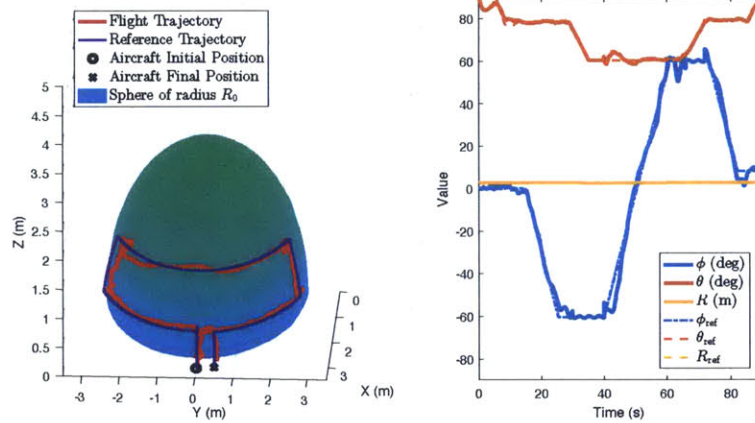 Flight Trajectory
Reference Trajectory
Aircraft Initial Position
Aircraft Final Position
Sphere of radius R₀
5
4.5
4
3.5
3
2.5
2
1.5
1
0.5
0
Z (m)
-3 -2 -1 0 1 2 3
Y (m)
0
1
2
3
X (m)
80
60
40
20
0
-20
-40
-60
-80
Value
0 20 40 60 80
Time (s)
ϕ (deg)
θ (deg)
R (m)
ϕref
θref
Rref